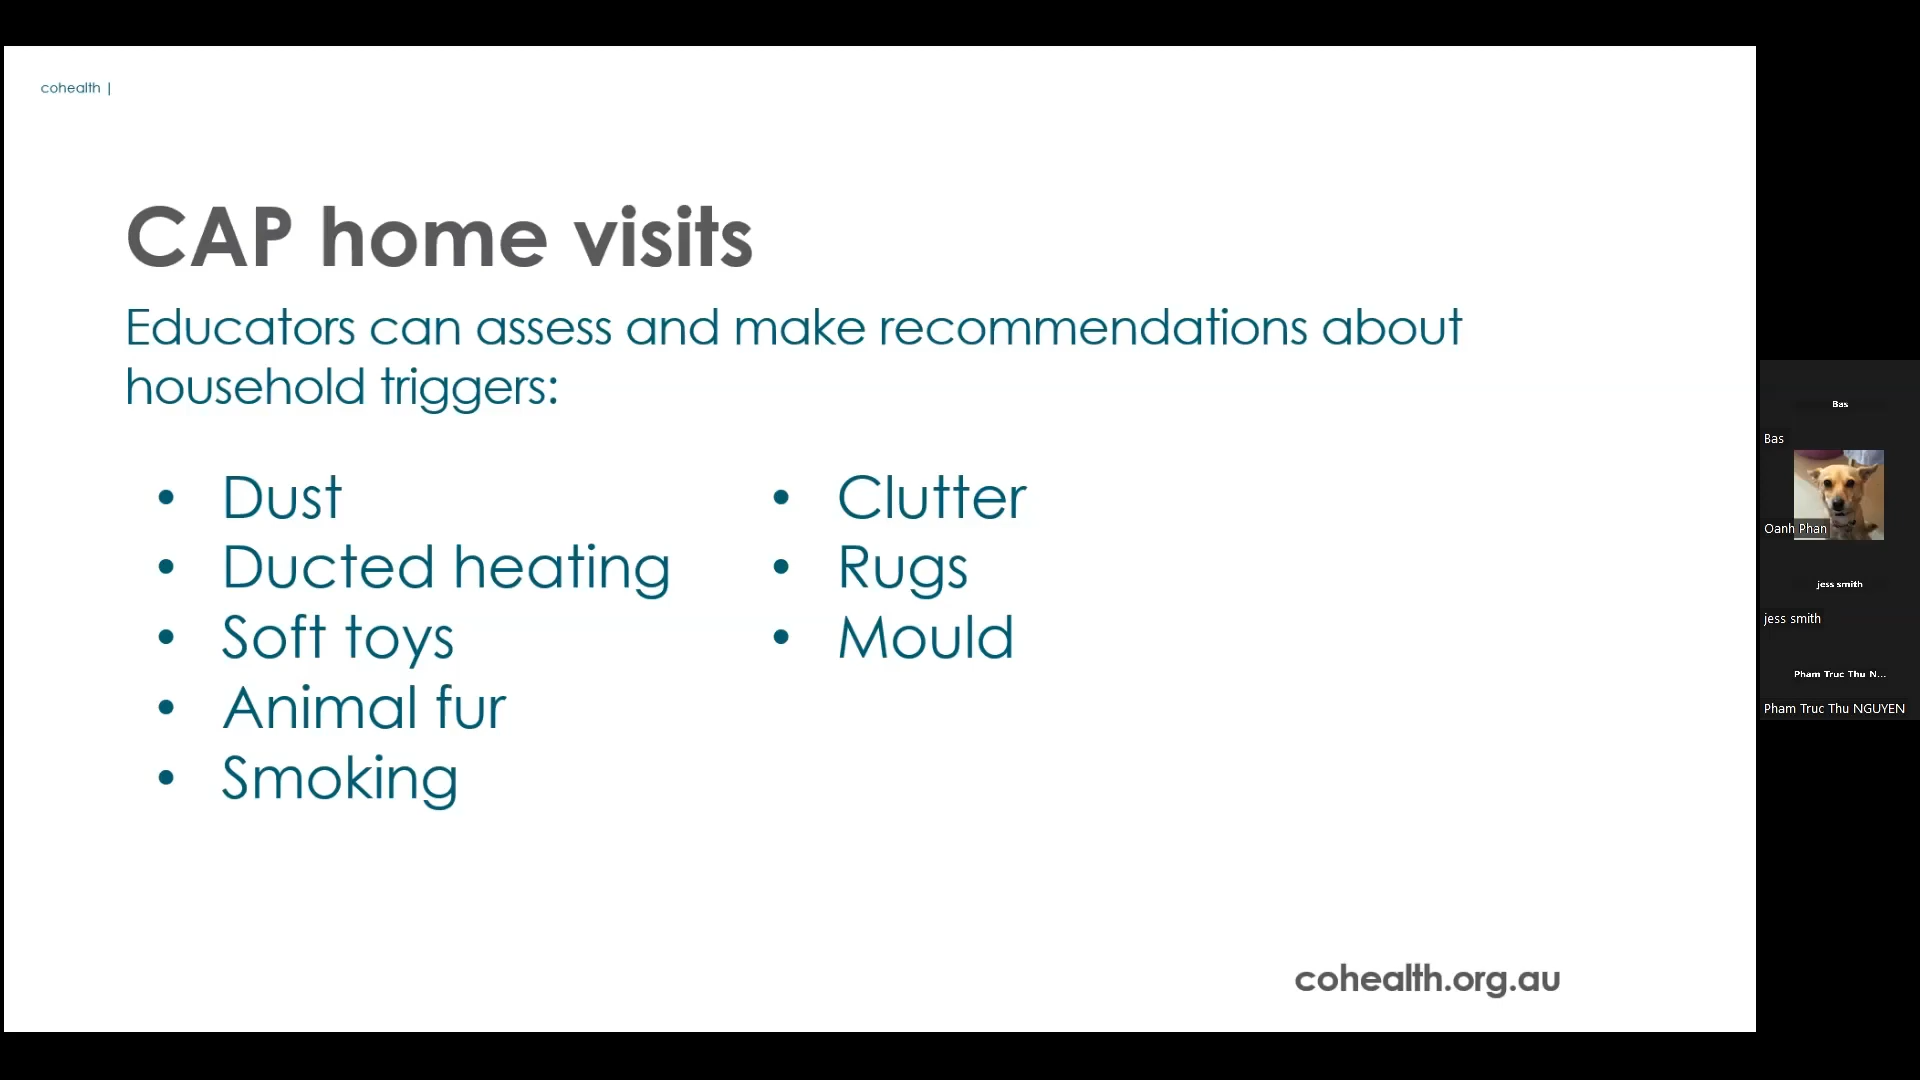 cohealth |
CAP home visits
Educators can assess and make recommendations about
household triggers:
• Dust
• Ducted heating
• Soft toys
• Animal fur
• Smoking
• Clutter
• Rugs
• Mould
cohealth.org.au
Bas
Bas
Oanh Phan
jess smith
jess smith
Pham Truc Thu N...
Pham Truc Thu NGUYEN